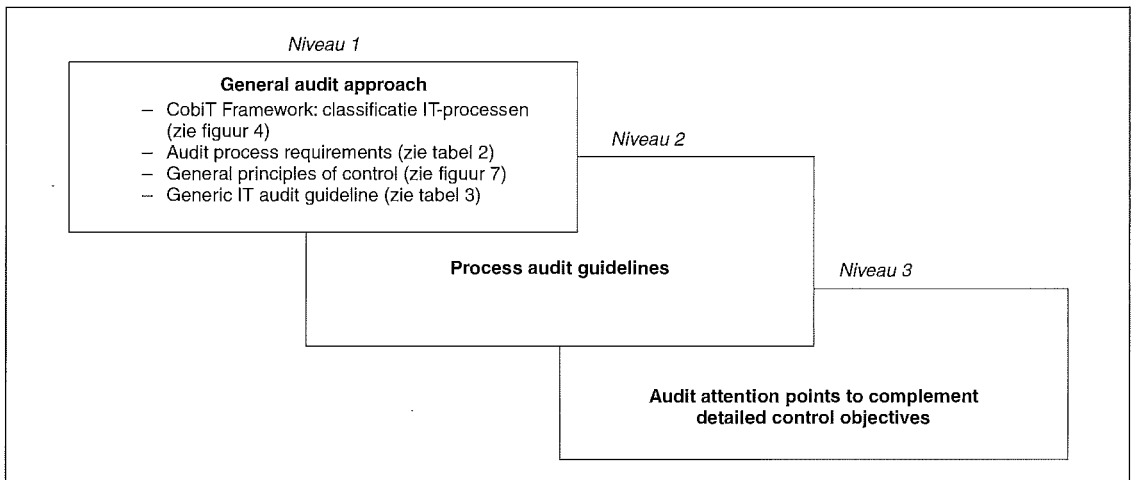 Niveau 1
General audit approach
– CobiT Framework: classificatie IT-processen
(zie figuur 4)
– Audit process requirements (zie tabel 2)
– General principles of control (zie figuur 7)
– Generic IT audit guideline (zie tabel 3)
Niveau 2
Process audit guidelines
Niveau 3
Audit attention points to complement
detailed control objectives